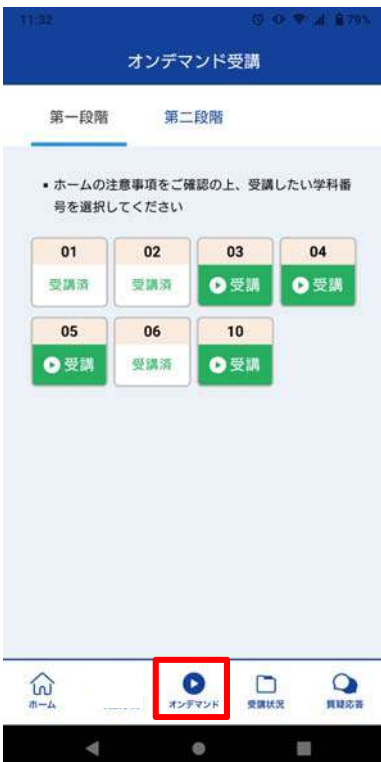 11:32 79%
オンデマンド受講
第一段階 第二段階
▪ ホームの注意事項をご確認の上、受講したい学科番
号を選択してください
01 02 03 04
受講済 受講済 受講 受講
05 06 10
受講 受講済 受講
ホーム オンデマンド 受講状況 質疑応答